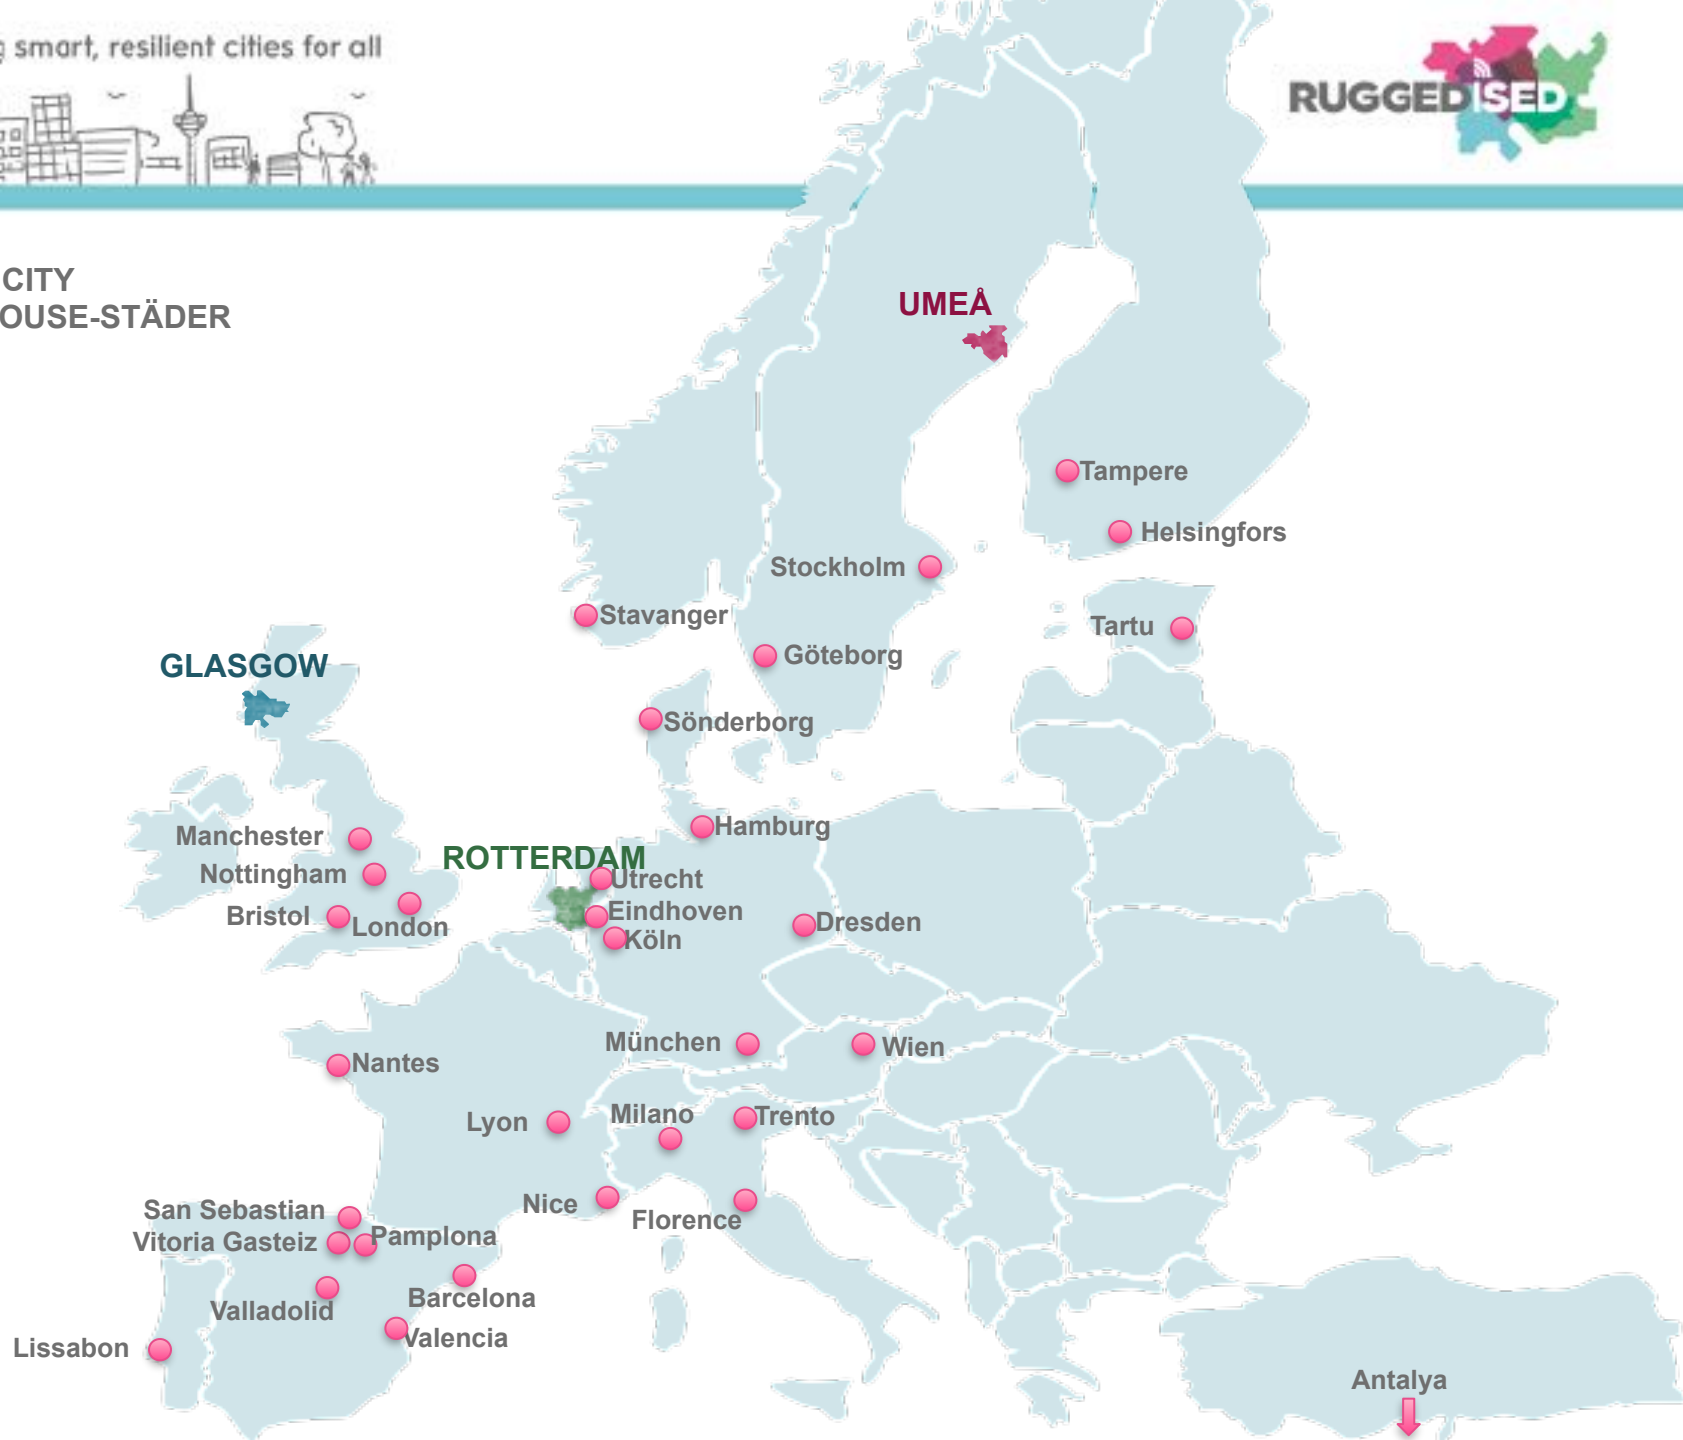 smart, resilient cities for all
RUGGEDISED
CITY
OUSE-STÄDER
UMEÅ
Tampere
Helsingfors
Stockholm
Stavanger
Tartu
Göteborg
GLASGOW
Sönderborg
Hamburg
Manchester
ROTTERDAM
Nottingham
Utrecht
Eindhoven
Bristol
London
Dresden
Köln
München
Wien
Nantes
Lyon
Milano
Trento
Nice
San Sebastian
Florence
Vitoria Gasteiz
Pamplona
Barcelona
Valladolid
Valencia
Lissabon
Antalya